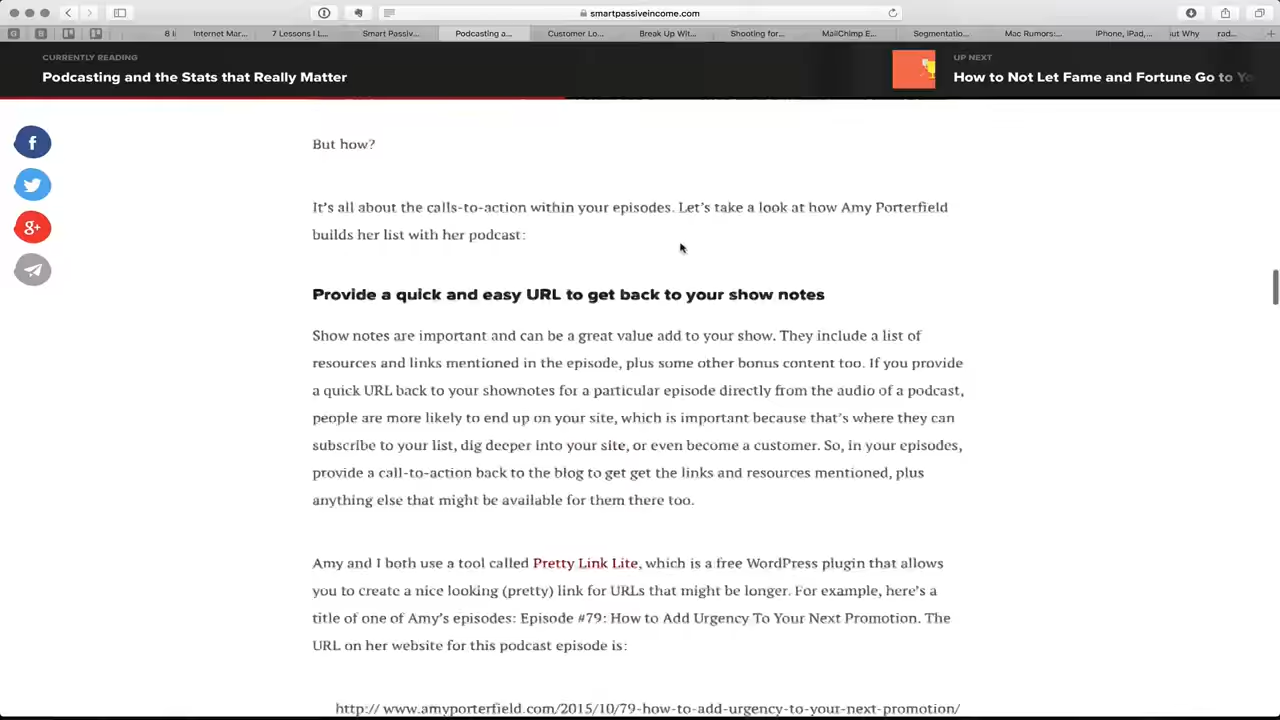 smartpassiveincome.com
G
B
8 li
Internet Mar...
7 Lessons I L...
Smart Passiv...
Podcasting a...
Customer Lo...
Break Up Wit...
Shooting for...
MailChimp E...
Segmentatio...
Mac Rumors:...
iPhone, iPad,...
ut Why
rad...
CURRENTLY READING
Podcasting and the Stats that Really Matter
UP NEXT
How to Not Let Fame and Fortune Go to Yo
But how?
It's all about the calls-to-action within your episodes. Let's take a look at how Amy Porterfield
builds her list with her podcast:
Provide a quick and easy URL to get back to your show notes
Show notes are important and can be a great value add to your show. They include a list of
resources and links mentioned in the episode, plus some other bonus content too. If you provide
a quick URL back to your shownotes for a particular episode directly from the audio of a podcast,
people are more likely to end up on your site, which is important because that's where they can
subscribe to your list, dig deeper into your site, or even become a customer. So, in your episodes,
provide a call-to-action back to the blog to get get the links and resources mentioned, plus
anything else that might be available for them there too.
Amy and I both use a tool called Pretty Link Lite, which is a free WordPress plugin that allows
you to create a nice looking (pretty) link for URLs that might be longer. For example, here's a
title of one of Amy's episodes: Episode #79: How to Add Urgency To Your Next Promotion. The
URL on her website for this podcast episode is:
http:// www.amyporterfield.com/2015/10/79-how-to-add-urgency-to-your-next-promotion/